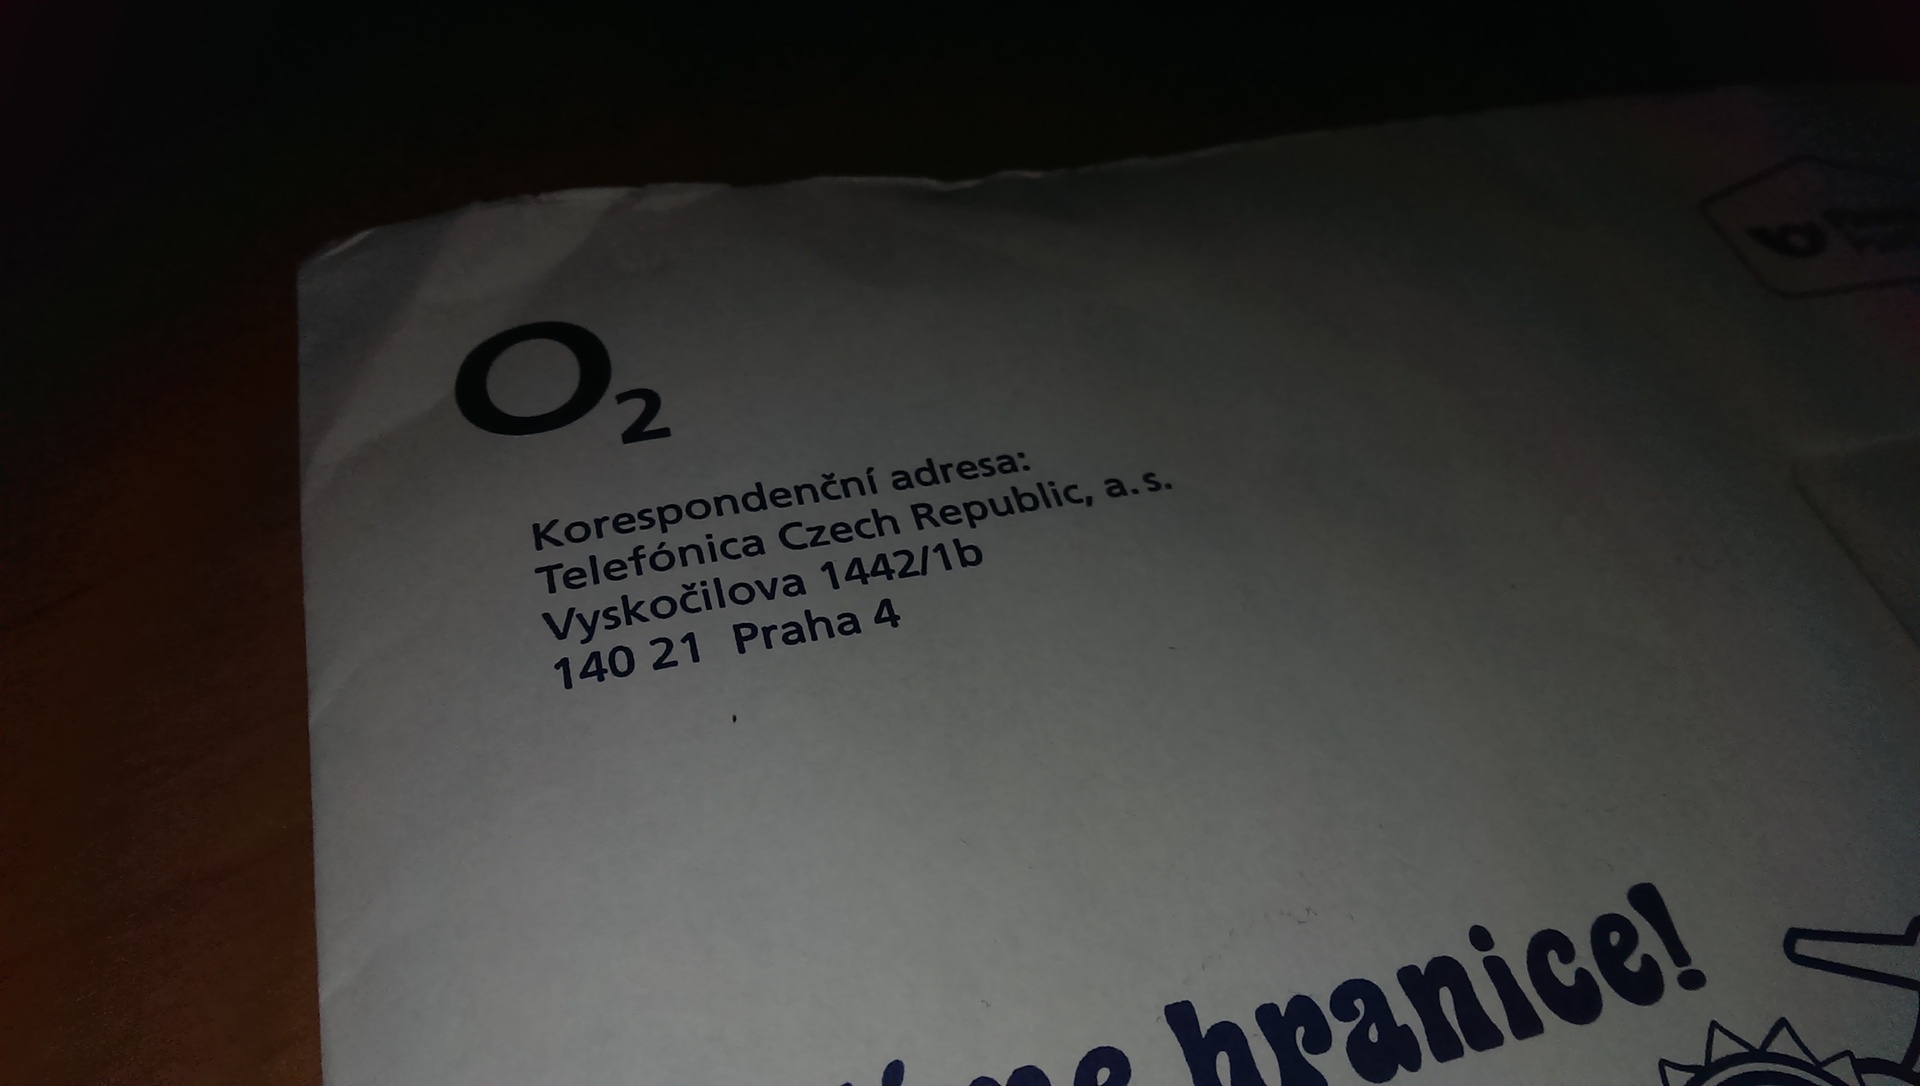 O2
Korespondenční adresa:
Telefónica Czech Republic, a.s.
Vyskočilova 1442/1b
140 21 Praha 4
hranice!